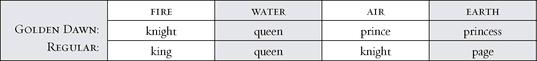 FIRE WATER AIR EARTH
GOLDEN DAWN: knight queen prince princess
REGULAR: king queen knight page